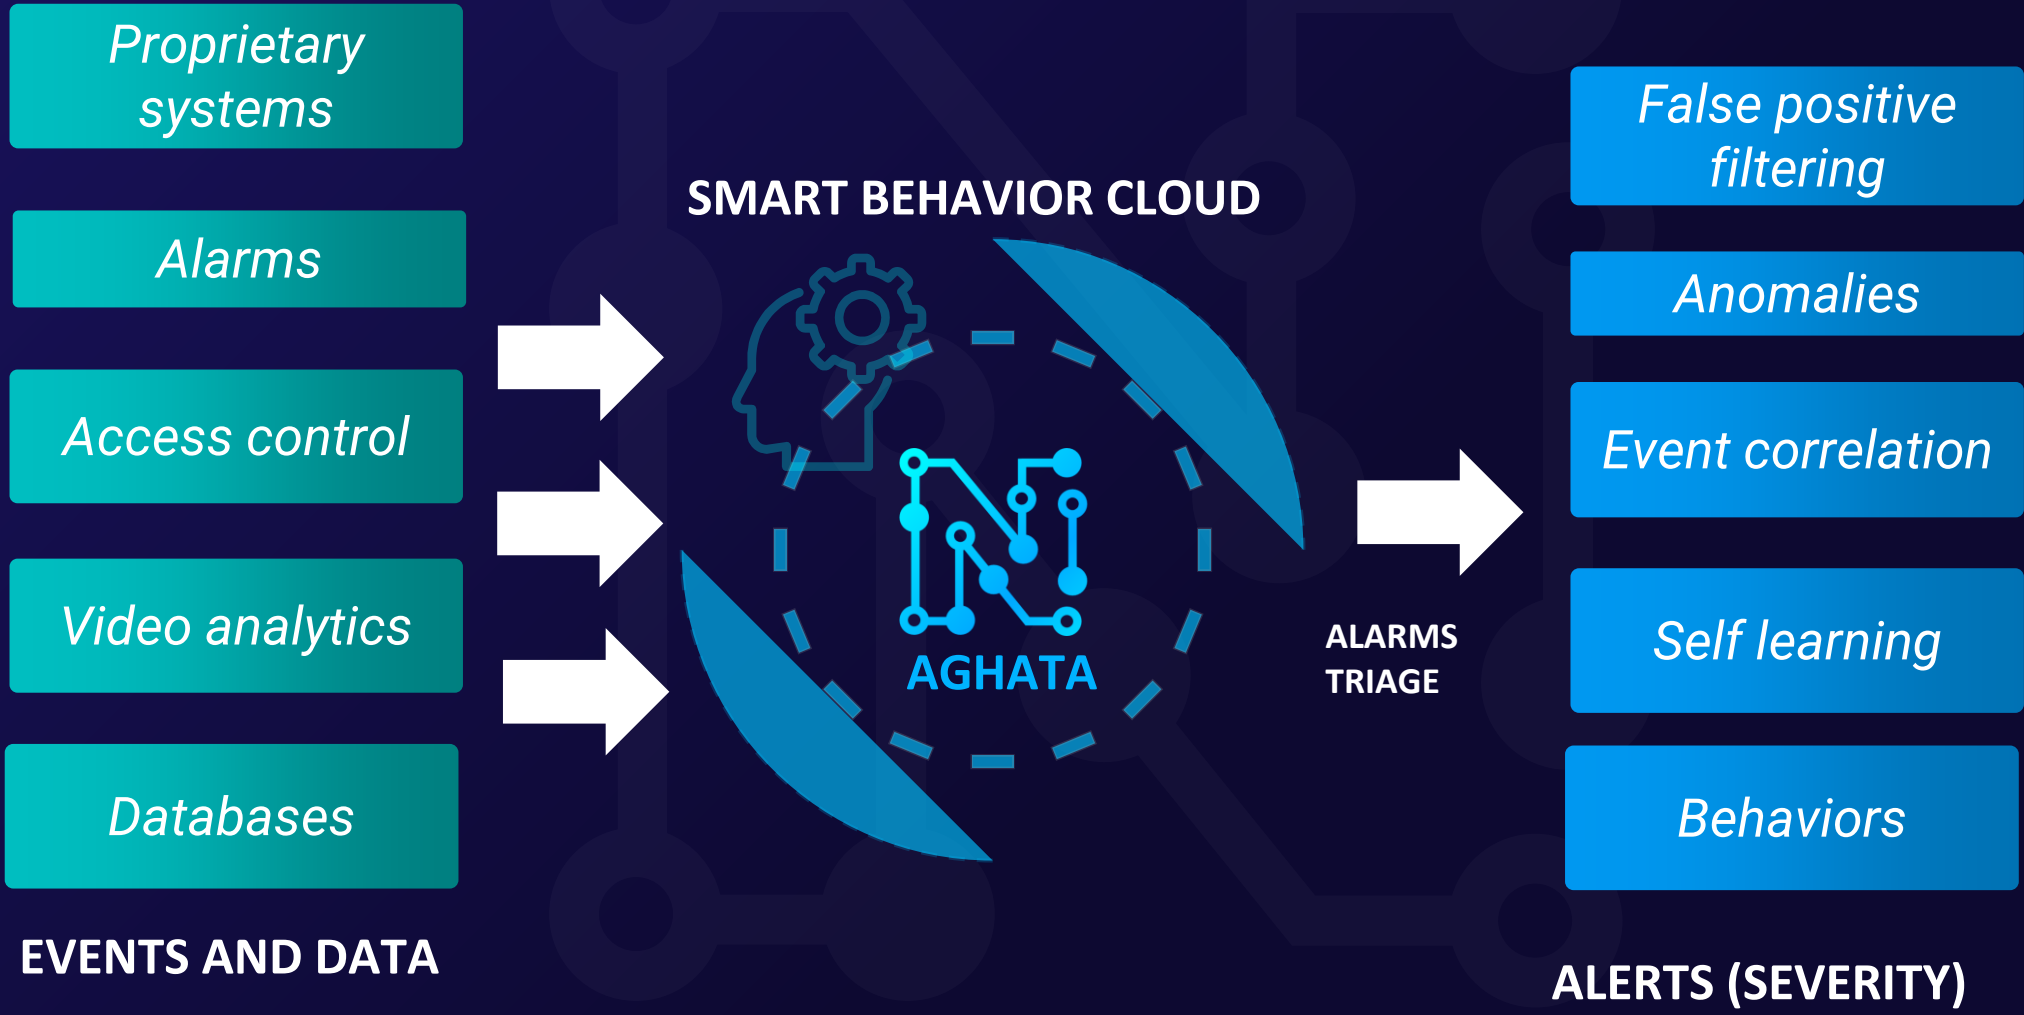 Proprietary
systems
Alarms
Access control
Video analytics
Databases
EVENTS AND DATA
SMART BEHAVIOR CLOUD
AGHATA
ALARMS
TRIAGE
False positive
filtering
Anomalies
Event correlation
Self learning
Behaviors
ALERTS (SEVERITY)